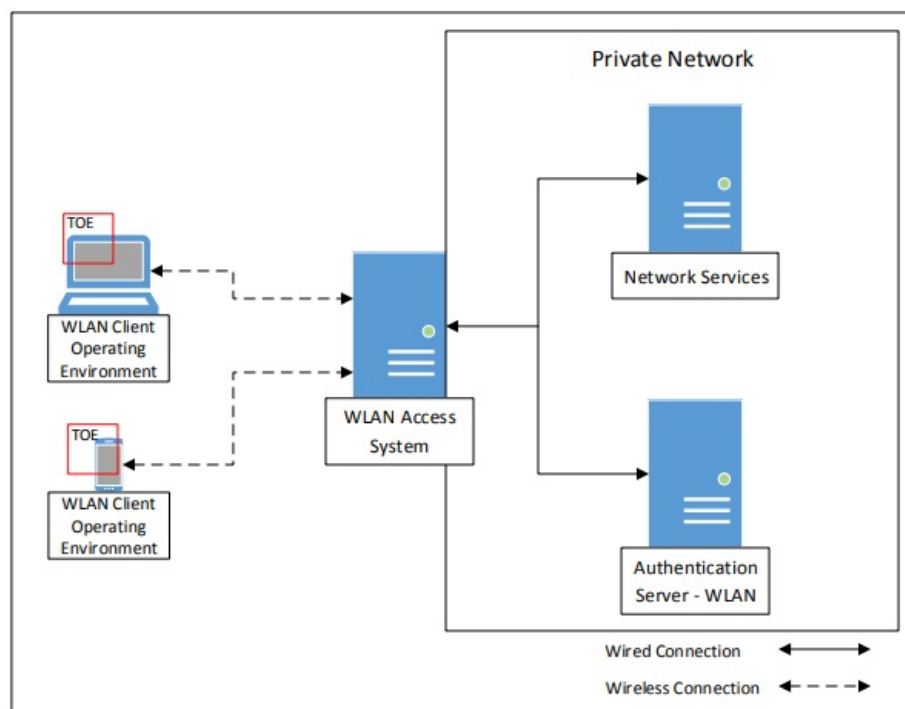 Private Network
TOE
WLAN Client
Operating
Environment
TOE
WLAN Client
Operating
Environment
WLAN Access
System
Network Services
Authentication
Server - WLAN
Wired Connection
Wireless Connection